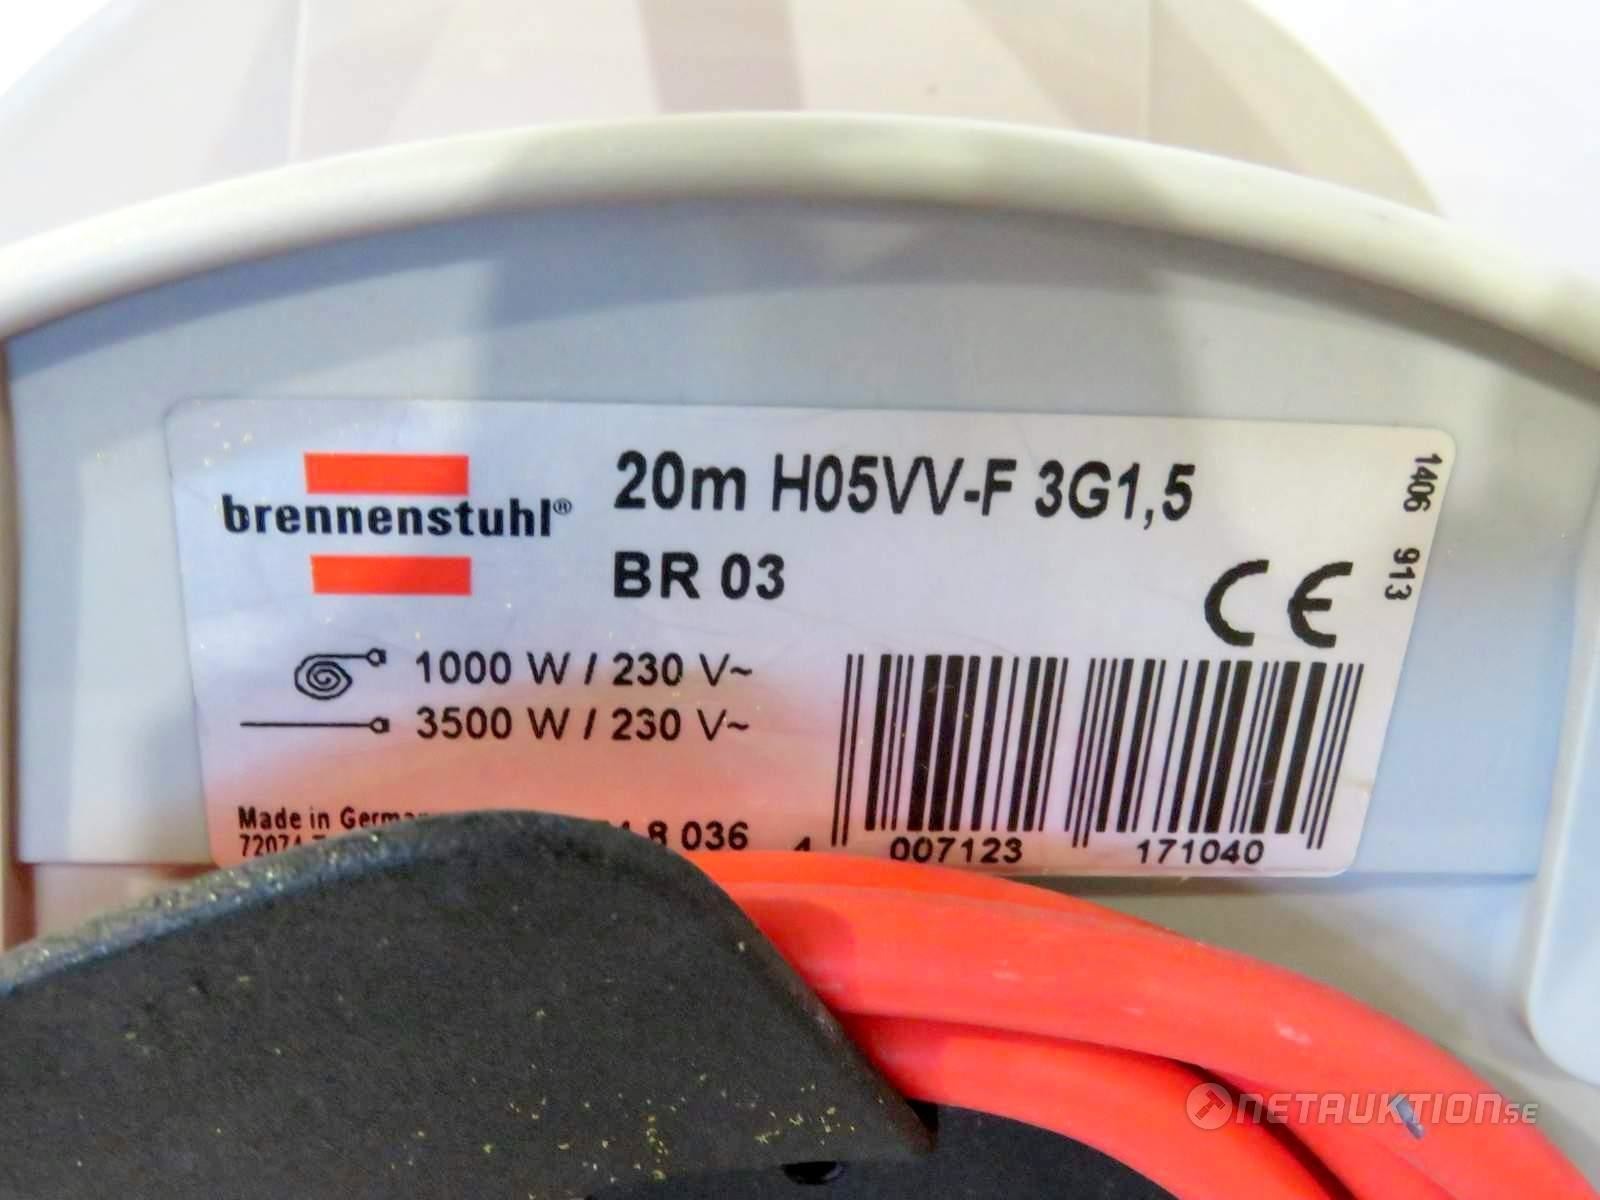 brennenstuhl®
20m H05VV-F 3G1,5
BR 03
1406 913
CE
1000 W / 230 V~
3500 W / 230 V~
Made in
72074
8 036
4 007123 171040
NETAUKTION.SE